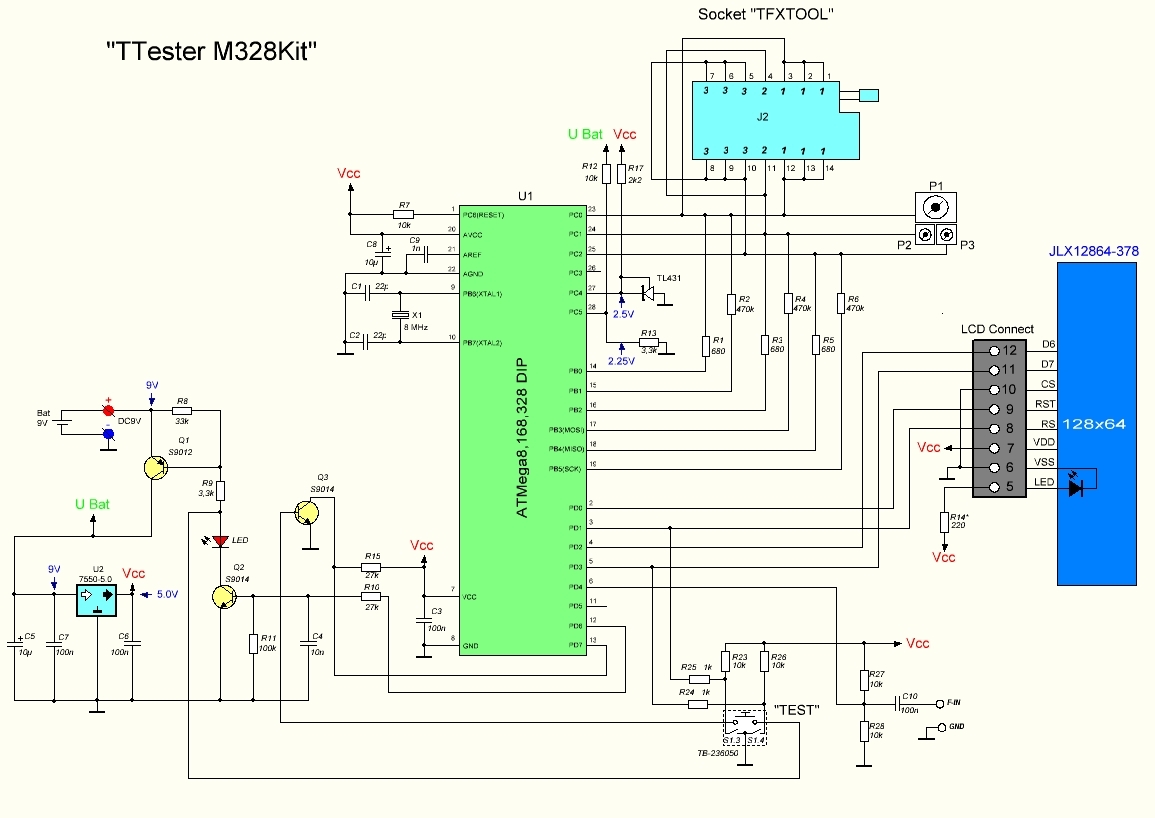 Socket "TFXTOOL"
"TTester M328Kit"
7 6 5 4 3 2 1
3 3 3 2 1 1 1
J2
3 3 3 2 1 1 1
8 9 10 11 12 13 14
U Bat Vcc
R12
10k
R17
2k2
Vcc
U1
P1
P2
P3
R7
10k
1 PC6(RESET)
20 AVCC
21 AREF
22 AGND
9 PB6(XTAL1)
10 PB7(XTAL2)
7 VCC
8 GND
ATMega8,168,328 DIP
PC0 23
PC1 24
PC2 25
PC3 26
PC4 27
PC5 28
PB0 14
PB1 15
PB2 16
PB3(MOSI) 17
PB4(MISO) 18
PB5(SCK) 19
PD0 2
PD1 3
PD2 4
PD3 5
PD4 6
PD5 11
PD6 12
PD7 13
C8
+
10µ
C9
1n
C1 22p
X1
8 MHz
C2 22p
TL431
2.5V
R13
3,3k
2.25V
R2
470k
R4
470k
R6
470k
R1
680
R3
680
R5
680
JLX12864-378
LCD Connect
12 D6
11 D7
10 CS
9 RST
8 RS
7 VDD
6 VSS
5 LED
128x64
Vcc
R14*
220
Vcc
9V
Bat
9V
+
-
DC9V
R8
33k
Q1
S9012
R9
3,3k
Q3
S9014
U Bat
LED
Q2
S9014
9V
U2
7550-5.0
Vcc
5.0V
R15
27k
R10
27k
Vcc
C3
100n
C5
+
10µ
C7
100n
C6
100n
R11
100k
C4
10n
R25 1k
R24 1k
R23
10k
R26
10k
Vcc
R27
10k
R28
10k
C10
100n
F-IN
GND
"TEST"
S1.3 S1.4
TB-236050